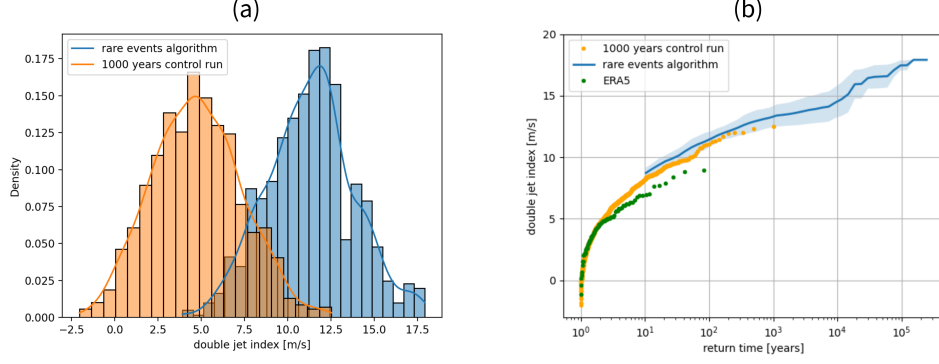 (a)
rare events algorithm
1000 years control run
Density
0.175
0.150
0.125
0.100
0.075
0.050
0.025
0.000
−2.5 0.0 2.5 5.0 7.5 10.0 12.5 15.0 17.5
double jet index [m/s]
(b)
1000 years control run
rare events algorithm
ERA5
double jet index [m/s]
20
15
10
5
0
10⁰ 10¹ 10² 10³ 10⁴ 10⁵
return time [years]